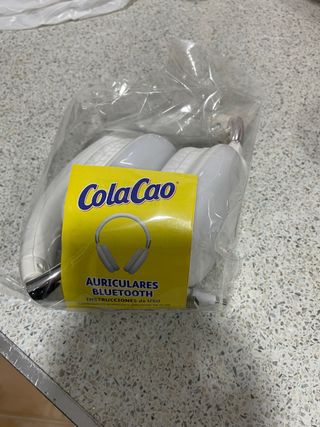 ColaCao®
AURICULARES
BLUETOOTH
INSTRUCCIONES de USO